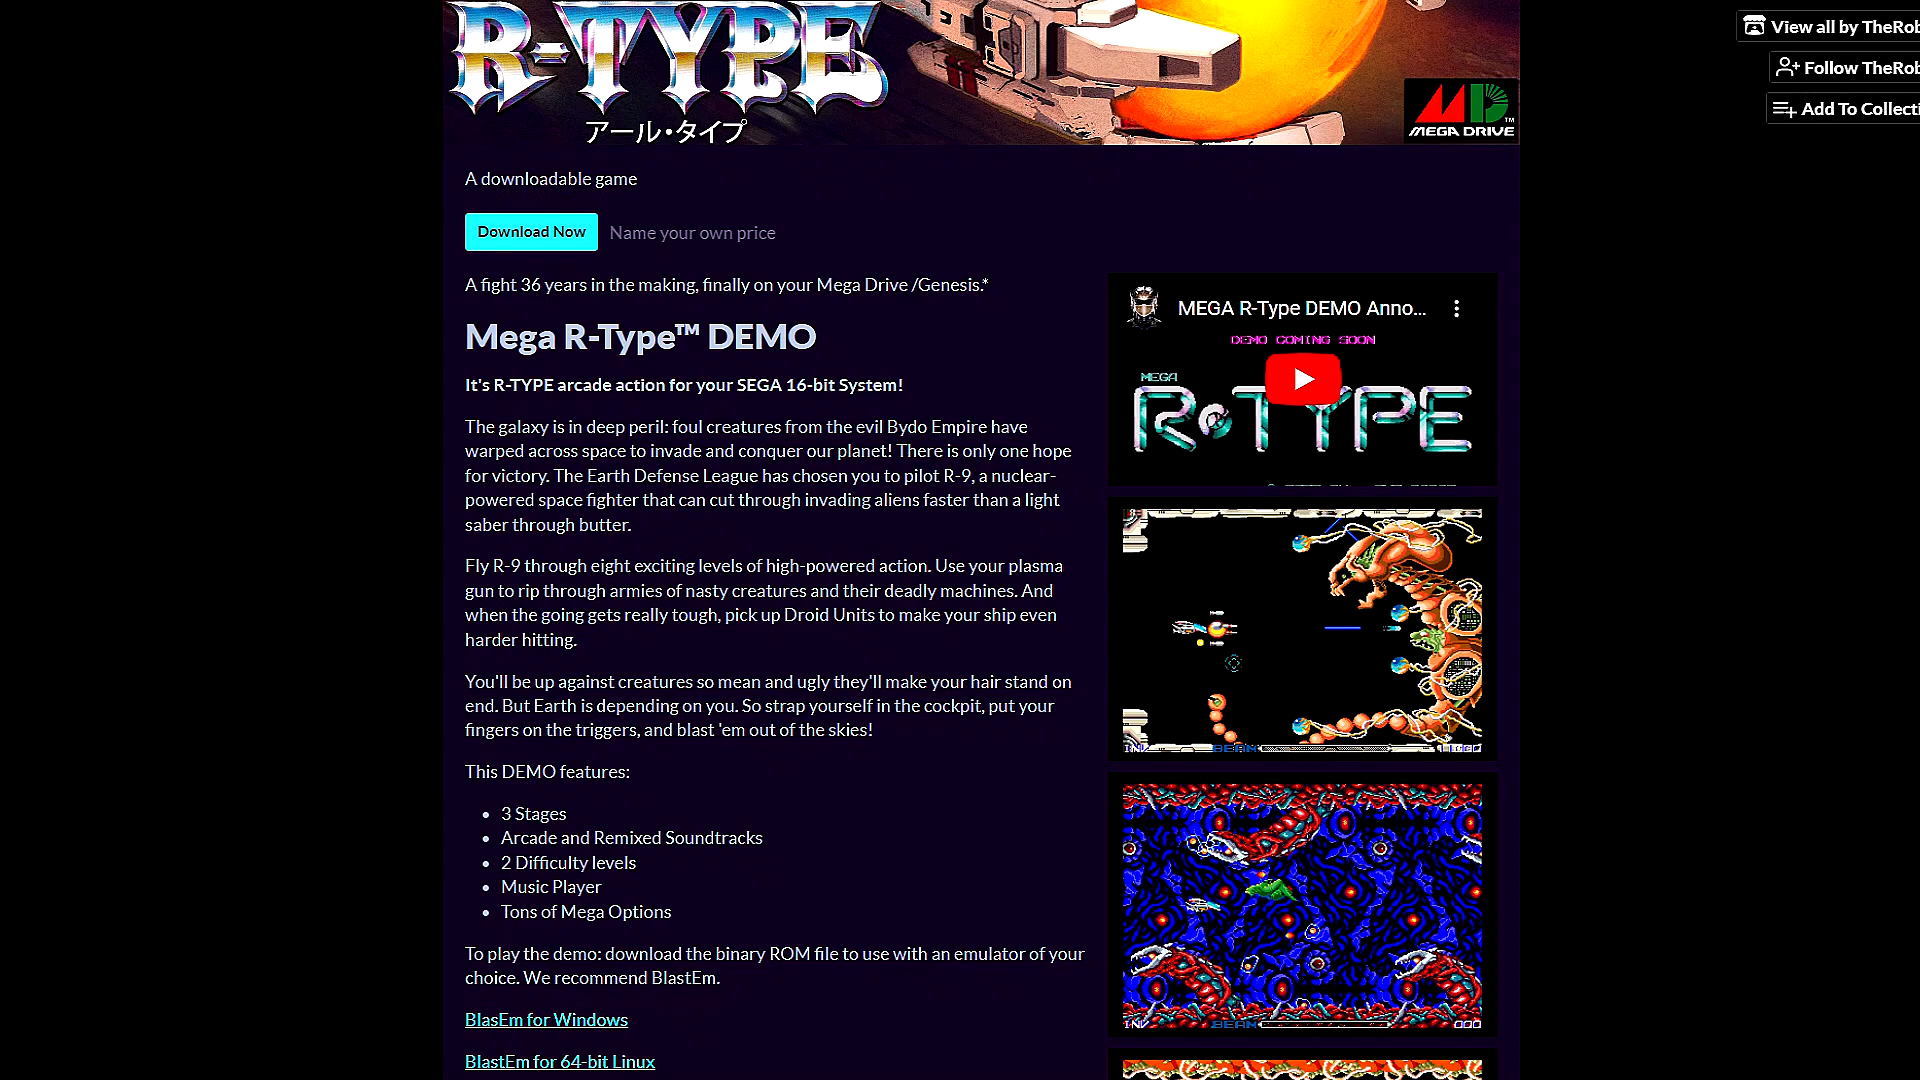 R-TYPE
アール・タイプ
MD
MEGA DRIVE™
View all by TheRob
Follow TheRob
Add To Collecti
A downloadable game
Download Now Name your own price
A fight 36 years in the making, finally on your Mega Drive /Genesis.*
Mega R-Type™ DEMO
It's R-TYPE arcade action for your SEGA 16-bit System!
The galaxy is in deep peril: foul creatures from the evil Bydo Empire have
warped across space to invade and conquer our planet! There is only one hope
for victory. The Earth Defense League has chosen you to pilot R-9, a nuclear-
powered space fighter that can cut through invading aliens faster than a light
saber through butter.
Fly R-9 through eight exciting levels of high-powered action. Use your plasma
gun to rip through armies of nasty creatures and their deadly machines. And
when the going gets really tough, pick up Droid Units to make your ship even
harder hitting.
You'll be up against creatures so mean and ugly they'll make your hair stand on
end. But Earth is depending on you. So strap yourself in the cockpit, put your
fingers on the triggers, and blast 'em out of the skies!
This DEMO features:
3 Stages
Arcade and Remixed Soundtracks
2 Difficulty levels
Music Player
Tons of Mega Options
To play the demo: download the binary ROM file to use with an emulator of your
choice. We recommend BlastEm.
BlasEm for Windows
BlastEm for 64-bit Linux
MEGA R-Type DEMO Anno...
DEMO COMING SOON
MEGA
R-TYPE
INV BEAM
INV BEAM 000